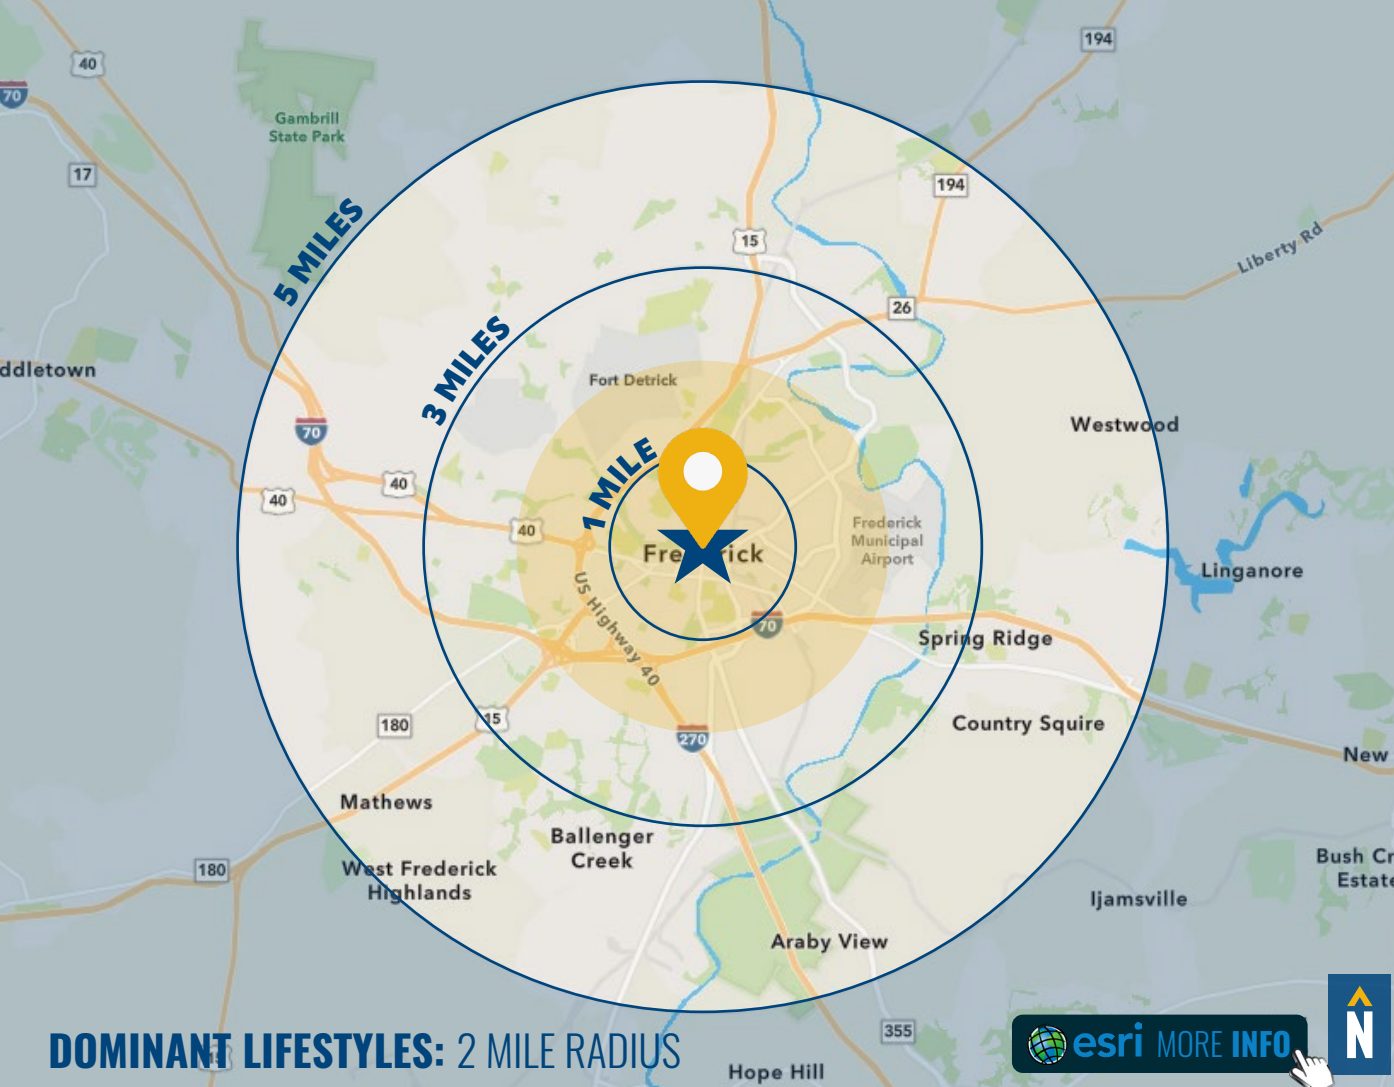 194
40
70
Gambrill
State Park
17
194
5 MILES
15
Liberty Rd
26
3 MILES
ddletown
Fort Detrick
Westwood
70
1 MILE
40
40
40
Frederick
Municipal
Airport
Fre rick
Linganore
US Highway 40
70
Spring Ridge
180
15
270
Country Squire
New
Mathews
Ballenger
Creek
West Frederick
Highlands
180
Bush Cr
Estate
Ijamsville
Araby View
355
DOMINANT LIFESTYLES: 2 MILE RADIUS
15
esri MORE INFO
N
Hope Hill